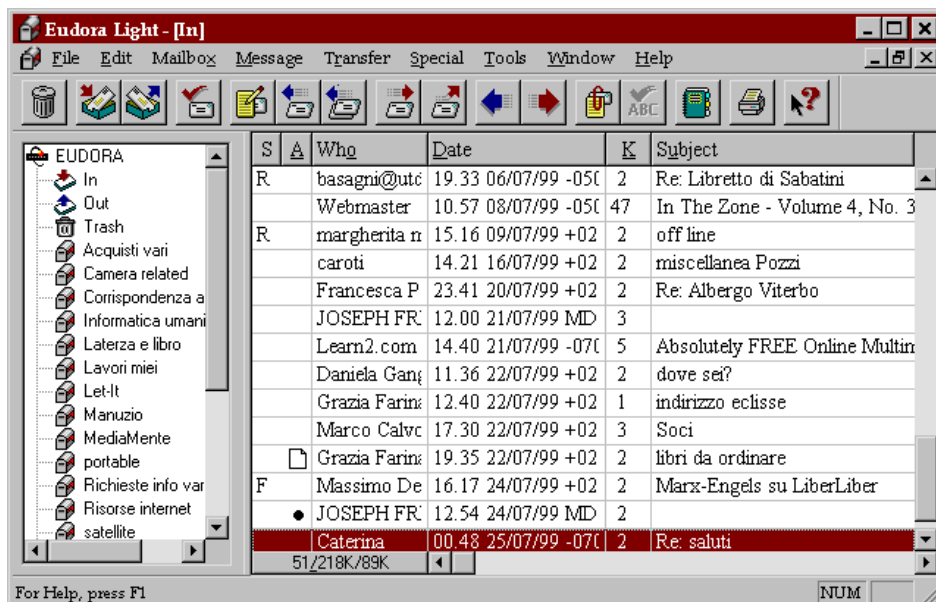 Eudora Light - [In]
File Edit Mailbox Message Transfer Special Tools Window Help
ABC
EUDORA
In
Out
Trash
Acquisti vari
Camera related
Corrispondenza a
Informatica umani
Laterza e libro
Lavori miei
Let-It
Manuzio
MediaMente
portable
Richieste info var
Risorse internet
satellite
S A Who Date K Subject
R basagni@utd 19.33 06/07/99 -050 2 Re: Libretto di Sabatini
Webmaster 10.57 08/07/99 -050 47 In The Zone - Volume 4, No. 3
R margherita n 15.16 09/07/99 +02 2 off line
caroti 14.21 16/07/99 +02 2 miscellanea Pozzi
Francesca P 23.41 20/07/99 +02 2 Re: Albergo Viterbo
JOSEPH FR 12.00 21/07/99 MD 3
Learn2.com 14.40 21/07/99 -070 5 Absolutely FREE Online Multim
Daniela Gang 11.36 22/07/99 +02 2 dove sei?
Grazia Farina 12.40 22/07/99 +02 1 indirizzo eclisse
Marco Calvo 17.30 22/07/99 +02 3 Soci
Grazia Farina 19.35 22/07/99 +02 2 libri da ordinare
F Massimo De 16.17 24/07/99 +02 2 Marx-Engels su LiberLiber
JOSEPH FR 12.54 24/07/99 MD 2
Caterina 00.48 25/07/99 -070 2 Re: saluti
51/218K/89K
For Help, press F1
NUM